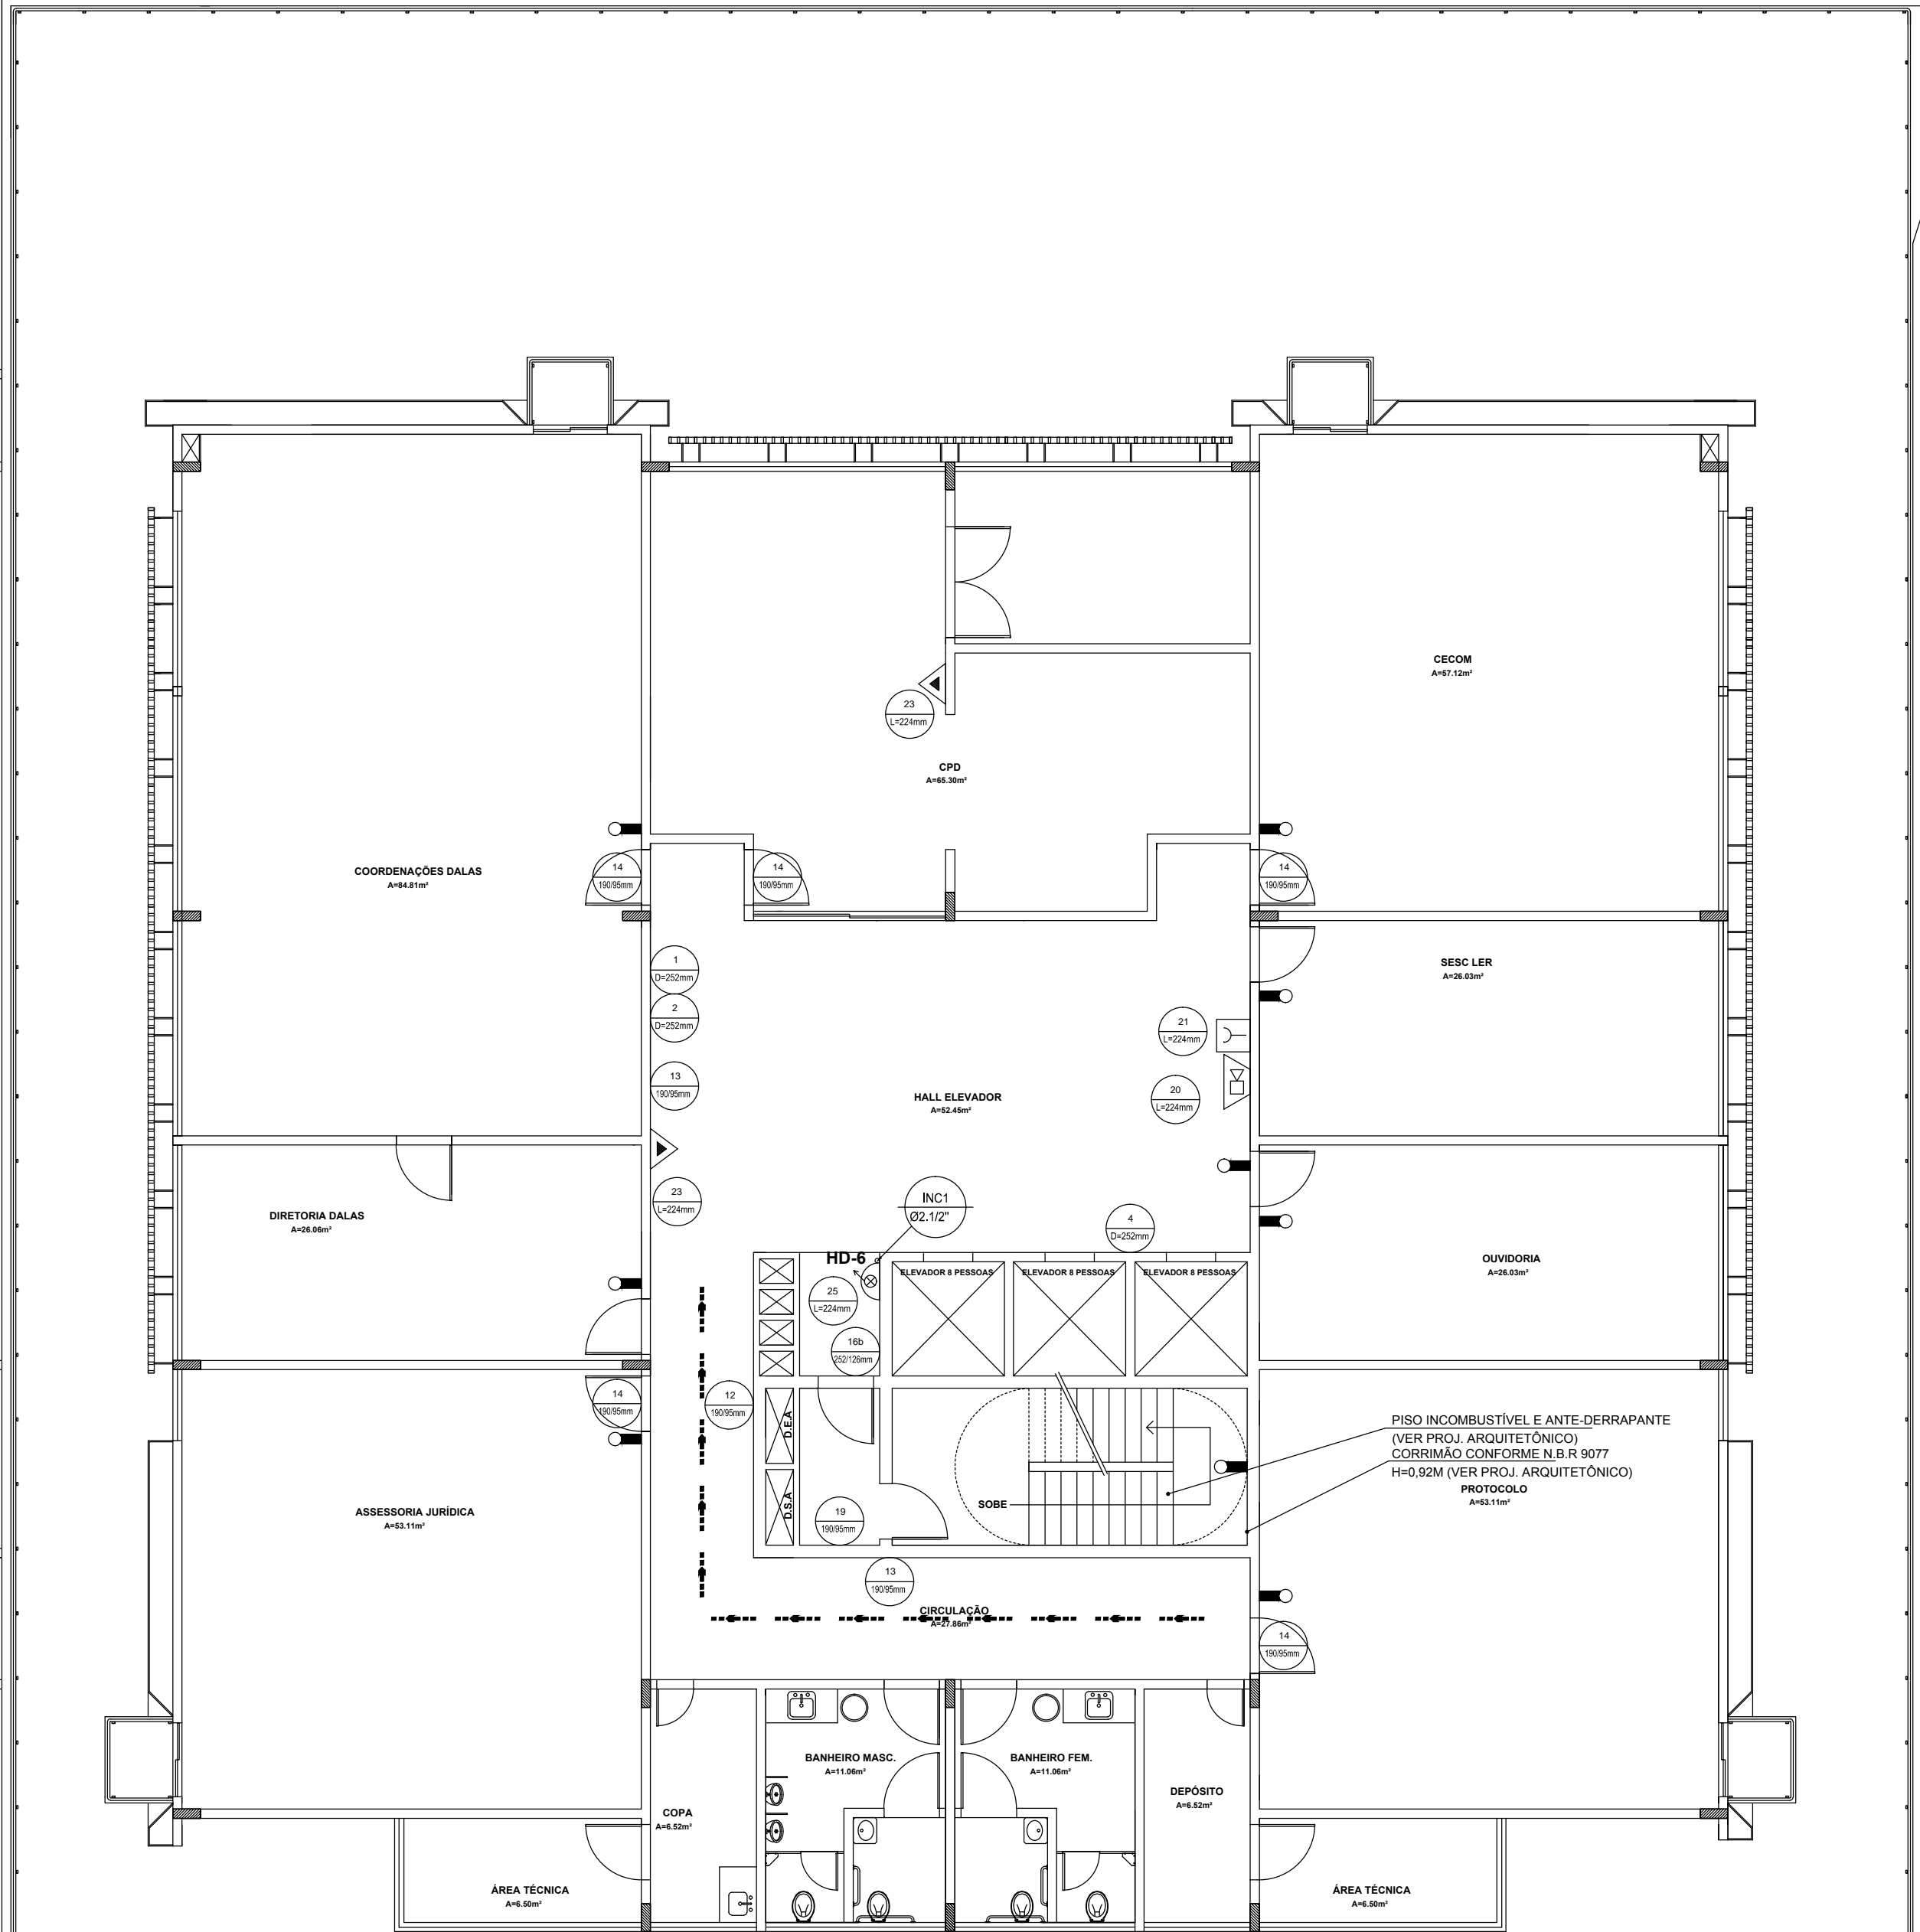 CECOM
A=57.12m²
23
L=224mm
CPD
A=65.30m²
COORDENAÇÕES DALAS
A=84.81m²
14
190/95mm
14
190/95mm
14
190/95mm
1
D=252mm
2
D=252mm
SESC LER
A=26.03m²
21
L=224mm
13
190/95mm
20
L=224mm
HALL ELEVADOR
A=52.45m²
23
L=224mm
INC1
Ø2.1/2"
4
D=252mm
DIRETORIA DALAS
A=26.06m²
HD-6
OUVIDORIA
A=26.03m²
ELEVADOR 8 PESSOAS
ELEVADOR 8 PESSOAS
ELEVADOR 8 PESSOAS
25
L=224mm
16b
252/126mm
14
190/95mm
12
190/95mm
D.E.A
PISO INCOMBUSTÍVEL E ANTE-DERRAPANTE
(VER PROJ. ARQUITETÔNICO)
CORRIMÃO CONFORME N.B.R 9077
H=0,92M (VER PROJ. ARQUITETÔNICO)
PROTOCOLO
A=53.11m²
D.S.A
SOBE
ASSESSORIA JURÍDICA
A=53.11m²
19
190/95mm
13
190/95mm
CIRCULAÇÃO
A=27.86m²
14
190/95mm
BANHEIRO MASC.
A=11.06m²
BANHEIRO FEM.
A=11.06m²
DEPÓSITO
A=6.52m²
COPA
A=6.52m²
ÁREA TÉCNICA
A=6.50m²
ÁREA TÉCNICA
A=6.50m²